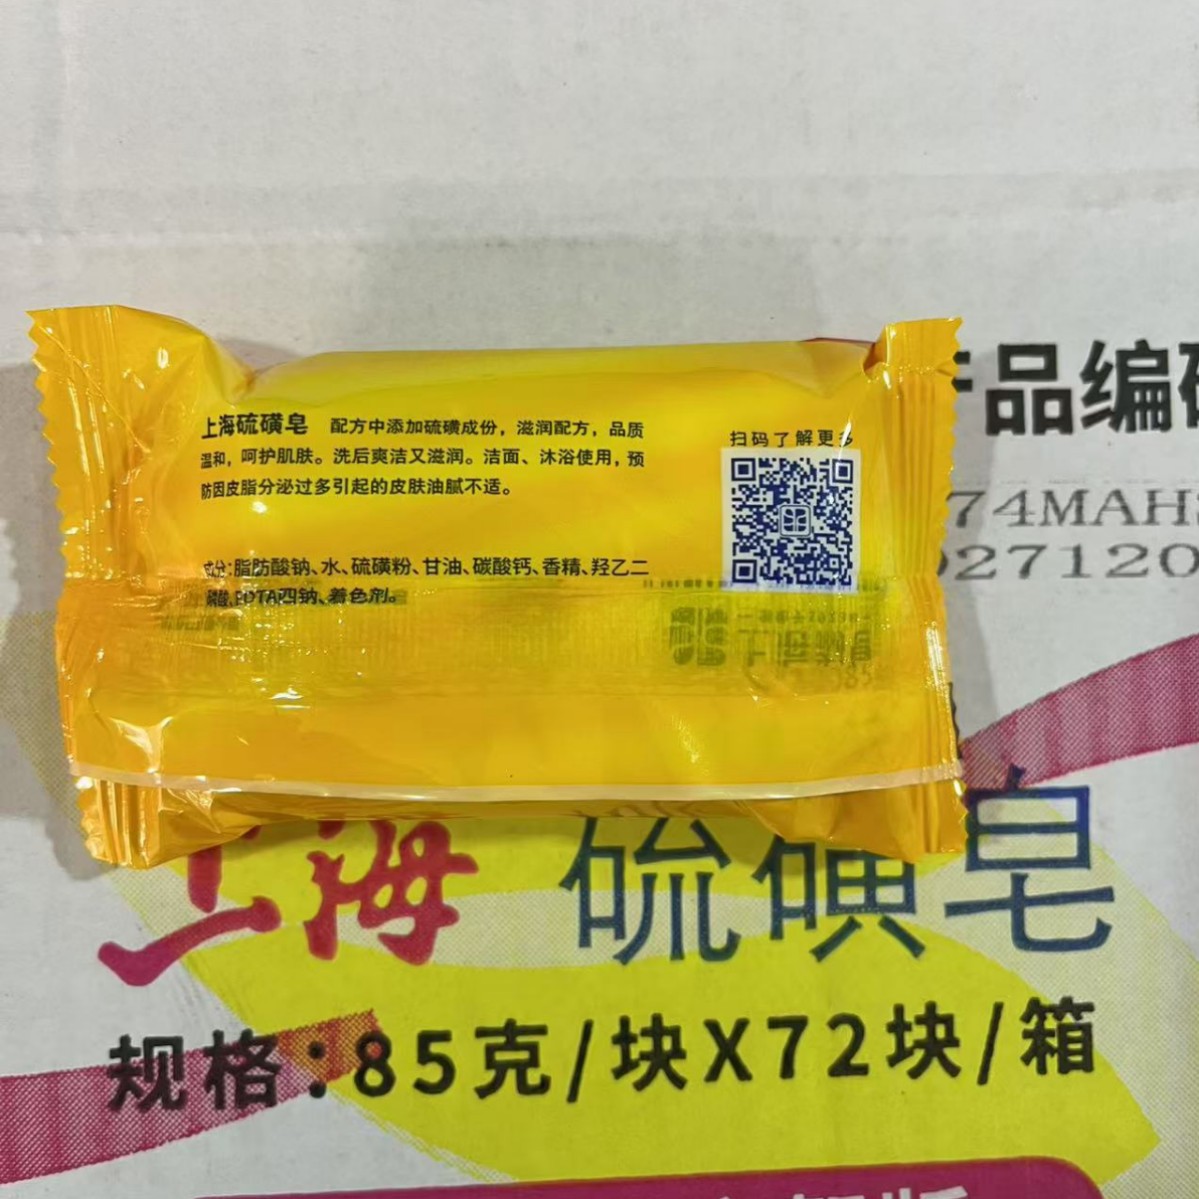 上海硫磺皂 配方中添加硫磺成份，滋润配方，品质
温和，呵护肌肤。洗后爽洁又滋润。洁面、沐浴使用，预
防因皮脂分泌过多引起的皮肤油腻不适。
扫码了解更多
成分:脂肪酸钠、水、硫磺粉、甘油、碳酸钙、香精、羟乙二
膦酸、EDTA四钠、着色剂。
品编
74MAH
027120
上海 硫磺皂
规格:85克/块X72块/箱